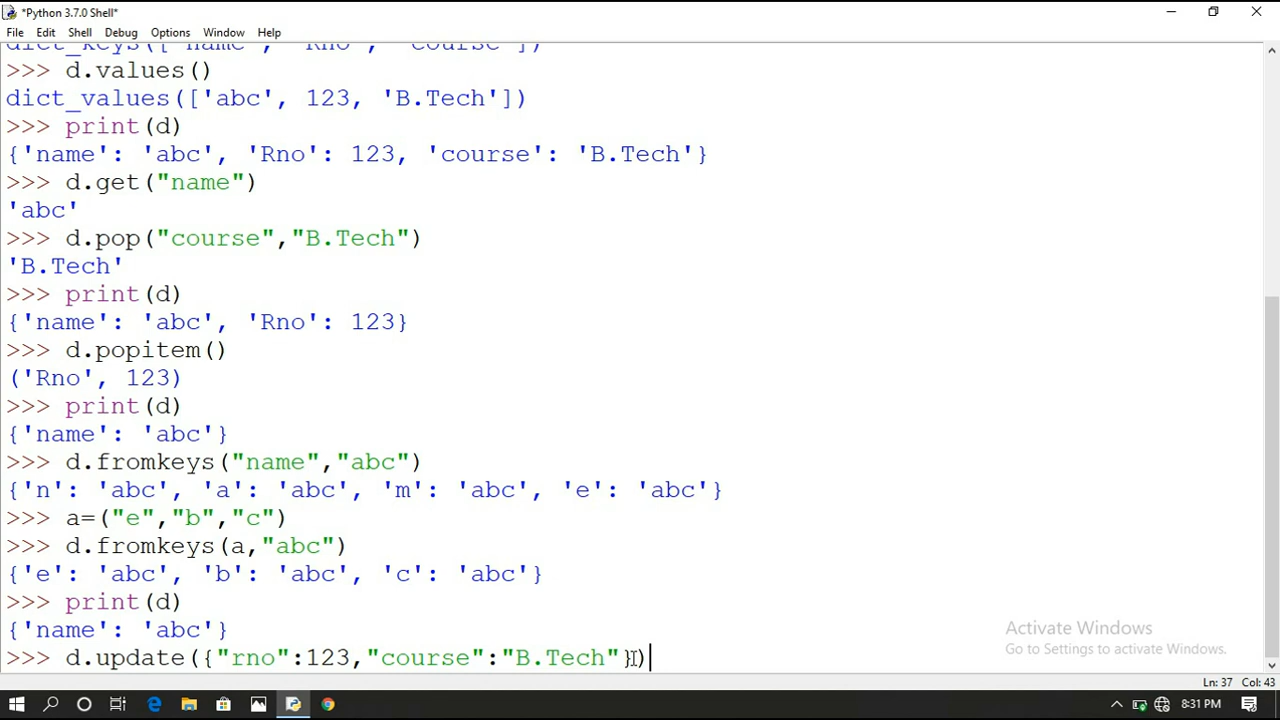 *Python 3.7.0 Shell*
File Edit Shell Debug Options Window Help
dict_keys(['name', 'Rno', 'course'])
>>> d.values()
dict_values(['abc', 123, 'B.Tech'])
>>> print(d)
{'name': 'abc', 'Rno': 123, 'course': 'B.Tech'}
>>> d.get("name")
'abc'
>>> d.pop("course","B.Tech")
'B.Tech'
>>> print(d)
{'name': 'abc', 'Rno': 123}
>>> d.popitem()
('Rno', 123)
>>> print(d)
{'name': 'abc'}
>>> d.fromkeys("name","abc")
{'n': 'abc', 'a': 'abc', 'm': 'abc', 'e': 'abc'}
>>> a=("e","b","c")
>>> d.fromkeys(a,"abc")
{'e': 'abc', 'b': 'abc', 'c': 'abc'}
>>> print(d)
{'name': 'abc'}
>>> d.update({"rno":123,"course":"B.Tech"})
Activate Windows
Go to Settings to activate Windows.
Ln: 37 Col: 43
8:31 PM